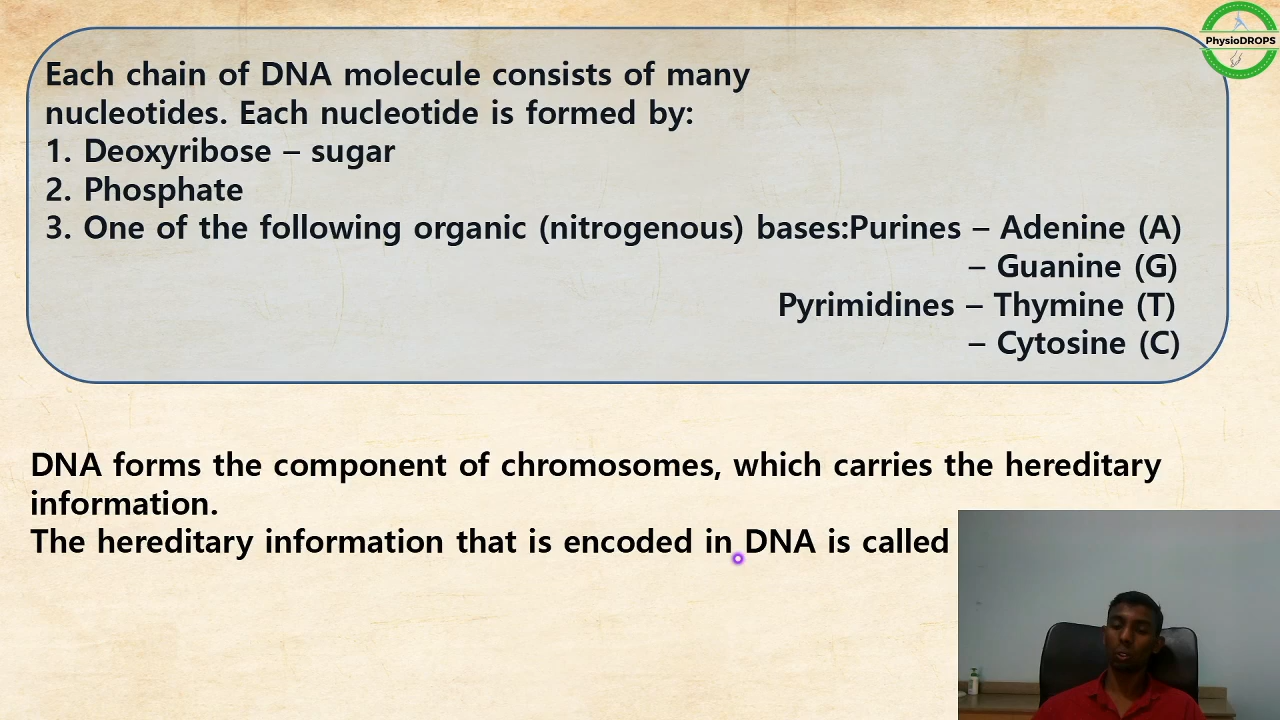 PhysioDROPS
Each chain of DNA molecule consists of many
nucleotides. Each nucleotide is formed by:
1. Deoxyribose – sugar
2. Phosphate
3. One of the following organic (nitrogenous) bases:Purines – Adenine (A)
– Guanine (G)
Pyrimidines – Thymine (T)
– Cytosine (C)
DNA forms the component of chromosomes, which carries the hereditary
information.
The hereditary information that is encoded in DNA is called